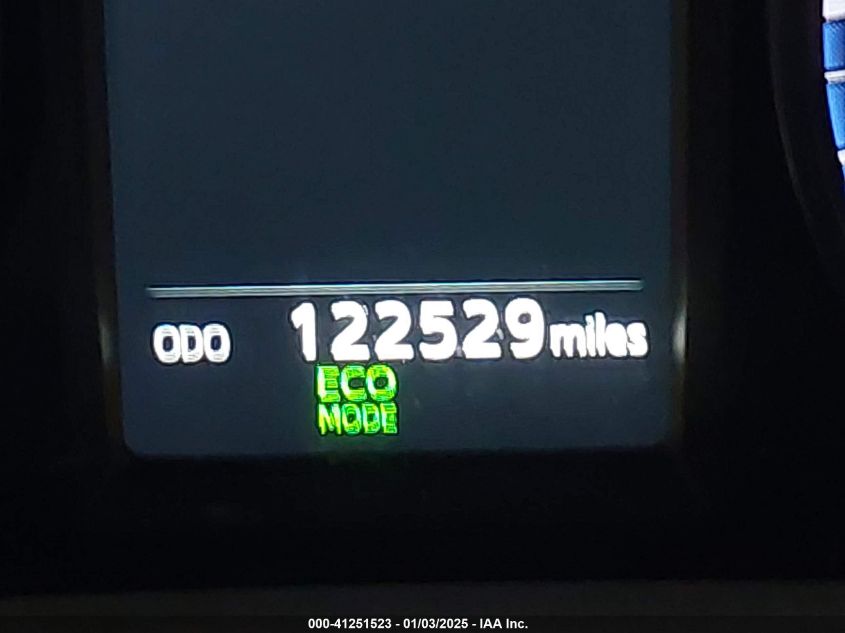 ODO 122529 miles
ECO
MODE
000-41251523 - 01/03/2025 - IAA Inc.